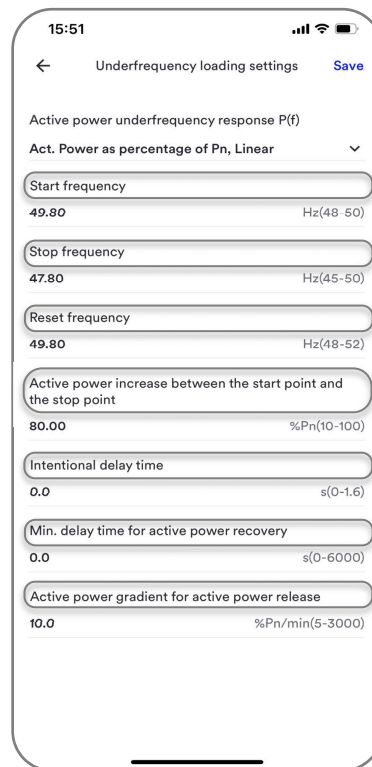 15:51
Underfrequency loading settings Save
Active power underfrequency response P(f)
Act. Power as percentage of Pn, Linear
Start frequency
49.80 Hz(48-50)
Stop frequency
47.80 Hz(45-50)
Reset frequency
49.80 Hz(48-52)
Active power increase between the start point and
the stop point
80.00 %Pn(10-100)
Intentional delay time
0.0 s(0-1.6)
Min. delay time for active power recovery
0.0 s(0-6000)
Active power gradient for active power release
10.0 %Pn/min(5-3000)